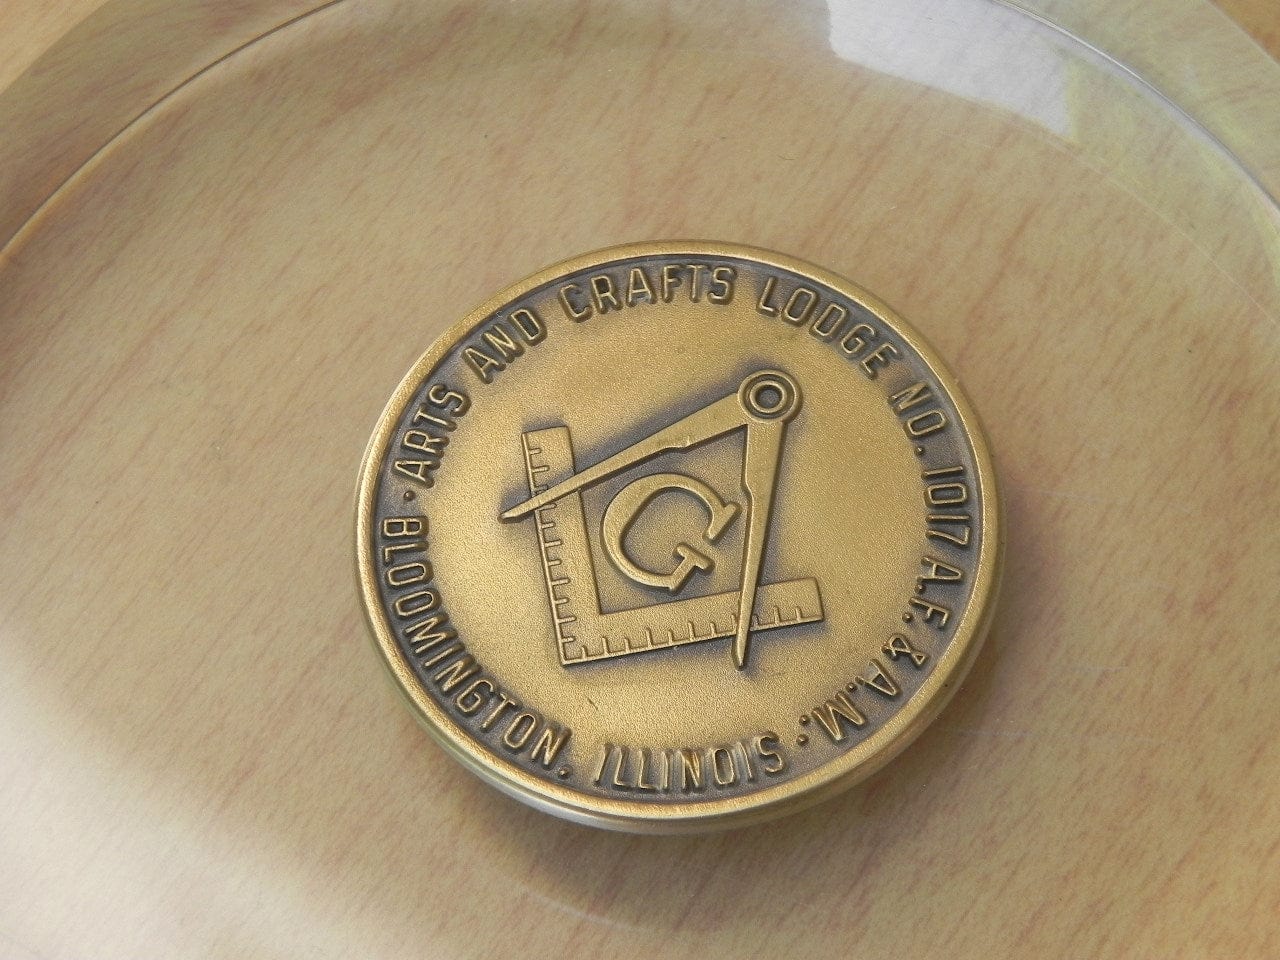 · ARTS AND CRAFTS LODGE NO. 1017 A.F. & A.M. ·
BLOOMINGTON, ILLINOIS
G